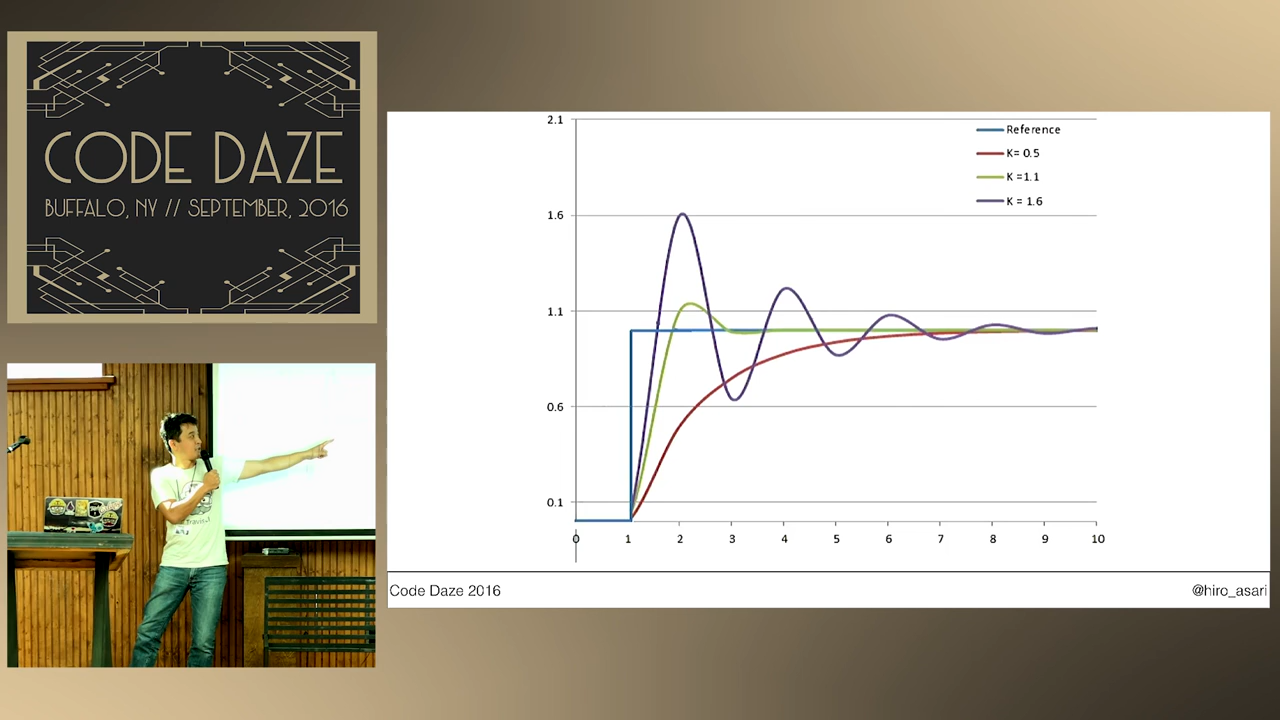 CODE DAZE
BUFFALO, NY // SEPTEMBER, 2016
2.1
1.6
1.1
0.6
0.1
0 1 2 3 4 5 6 7 8 9 10
Reference
K= 0.5
K =1.1
K = 1.6
Code Daze 2016
@hiro_asari